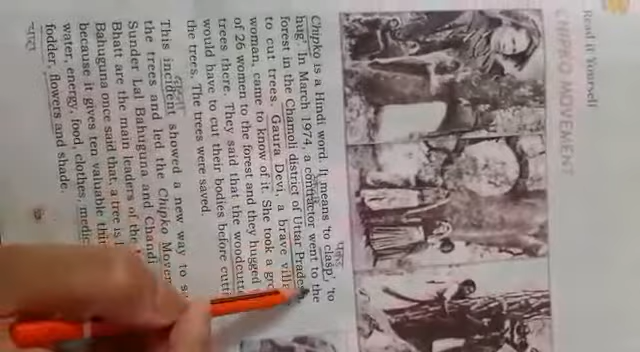 Read it Yourself
CHIPKO MOVEMENT
Chipko is a Hindi word. It means 'to clasp', 'to
hug'. In March 1974, a contractor went to the
forest in the Chamoli district of Uttar Pradesh,
to cut trees. Gaura Devi, a brave
woman, came to know of it. She took a
of 26 women to the forest and they hugged
trees there. They said that the
would have to cut their bodies before
the trees. The trees were saved.
This incident showed a new way to
the trees and led the Chipko
Sunder Lal Bahuguna and Chandi
Bhatt are the main leaders of the
Bahuguna once said that, a tree is
because it gives ten valuable
water, energy, food, clothes,
fodder, flowers and shade.